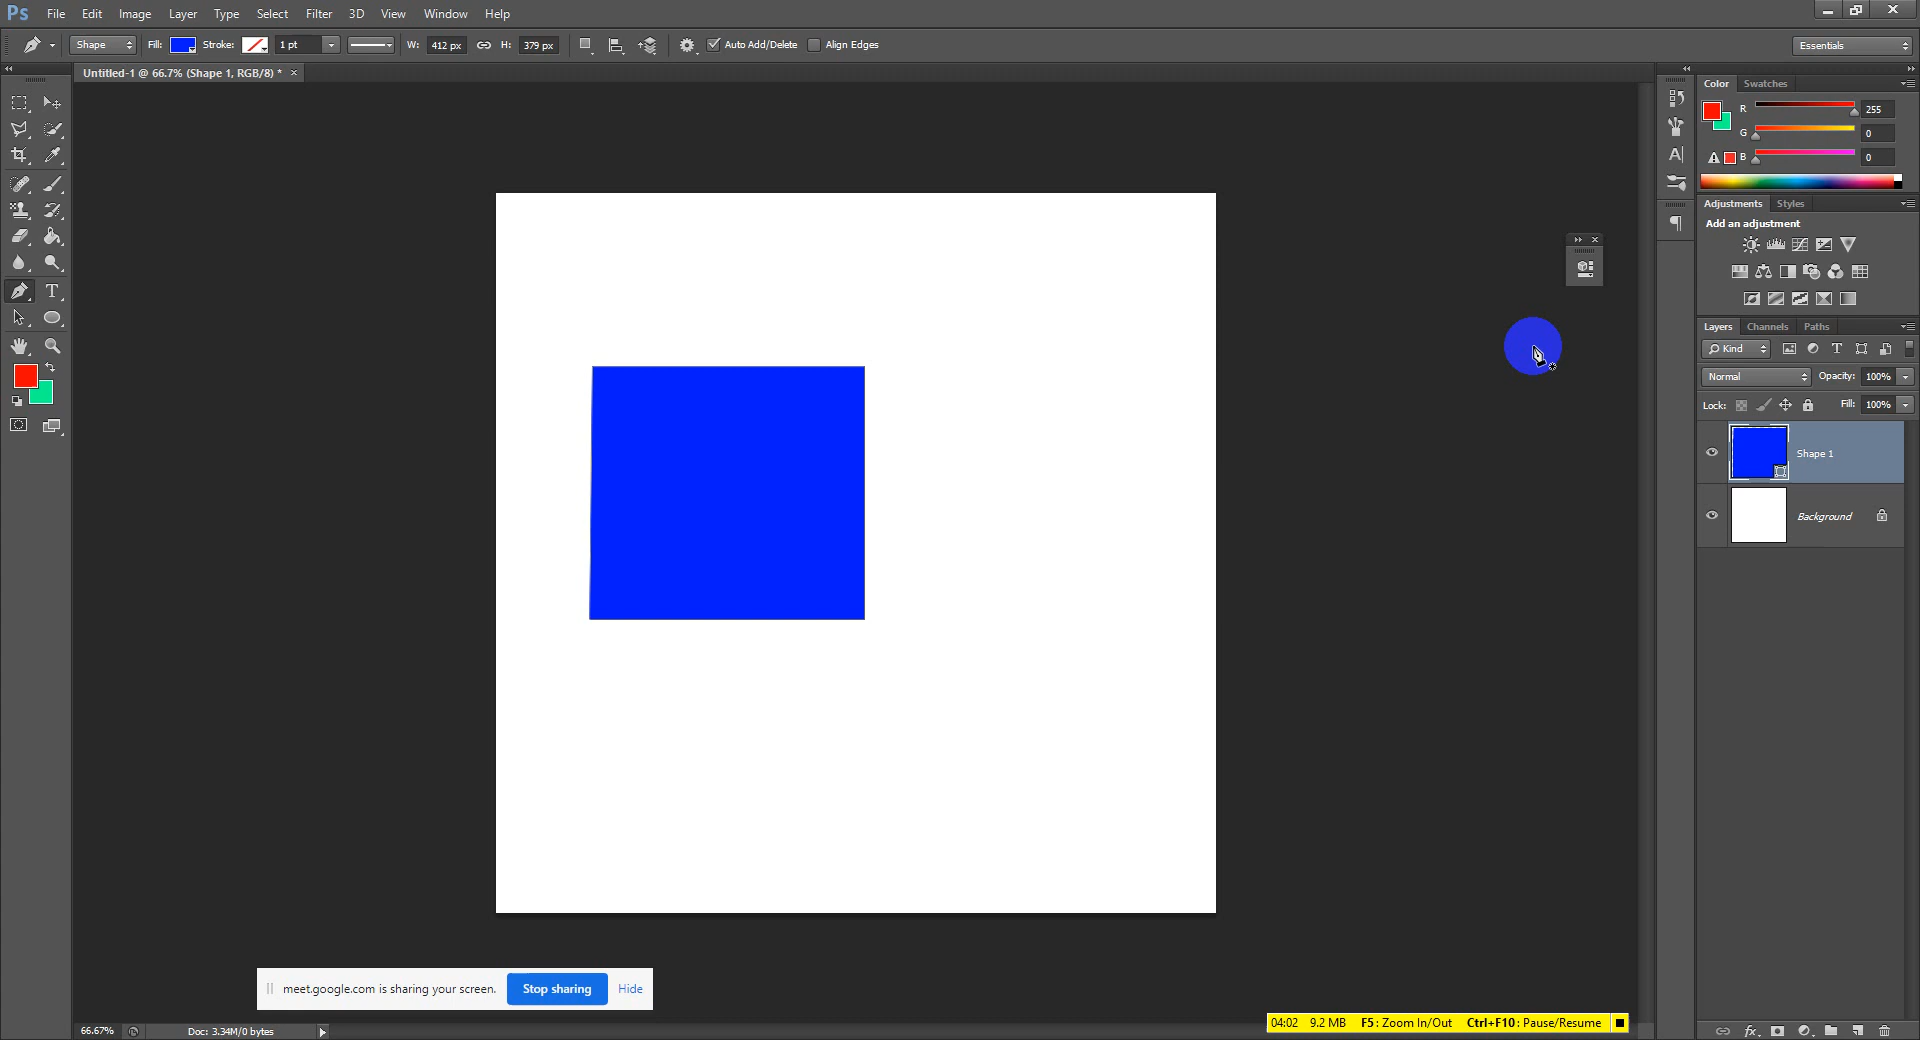 Ps File Edit Image Layer Type Select Filter 3D View Window Help
Shape Fill: Stroke: 1 pt W: 412 px H: 379 px Auto Add/Delete Align Edges Essentials
Untitled-1 @ 66.7% (Shape 1, RGB/8) * ×
Color Swatches
R 255
G 0
B 0
Adjustments Styles
Add an adjustment
Layers Channels Paths
Kind
Normal Opacity: 100%
Lock: Fill: 100%
Shape 1
Background
meet.google.com is sharing your screen. Stop sharing Hide
04:02 9.2 MB F5: Zoom In/Out Ctrl+F10: Pause/Resume
66.67% Doc: 3.34M/0 bytes